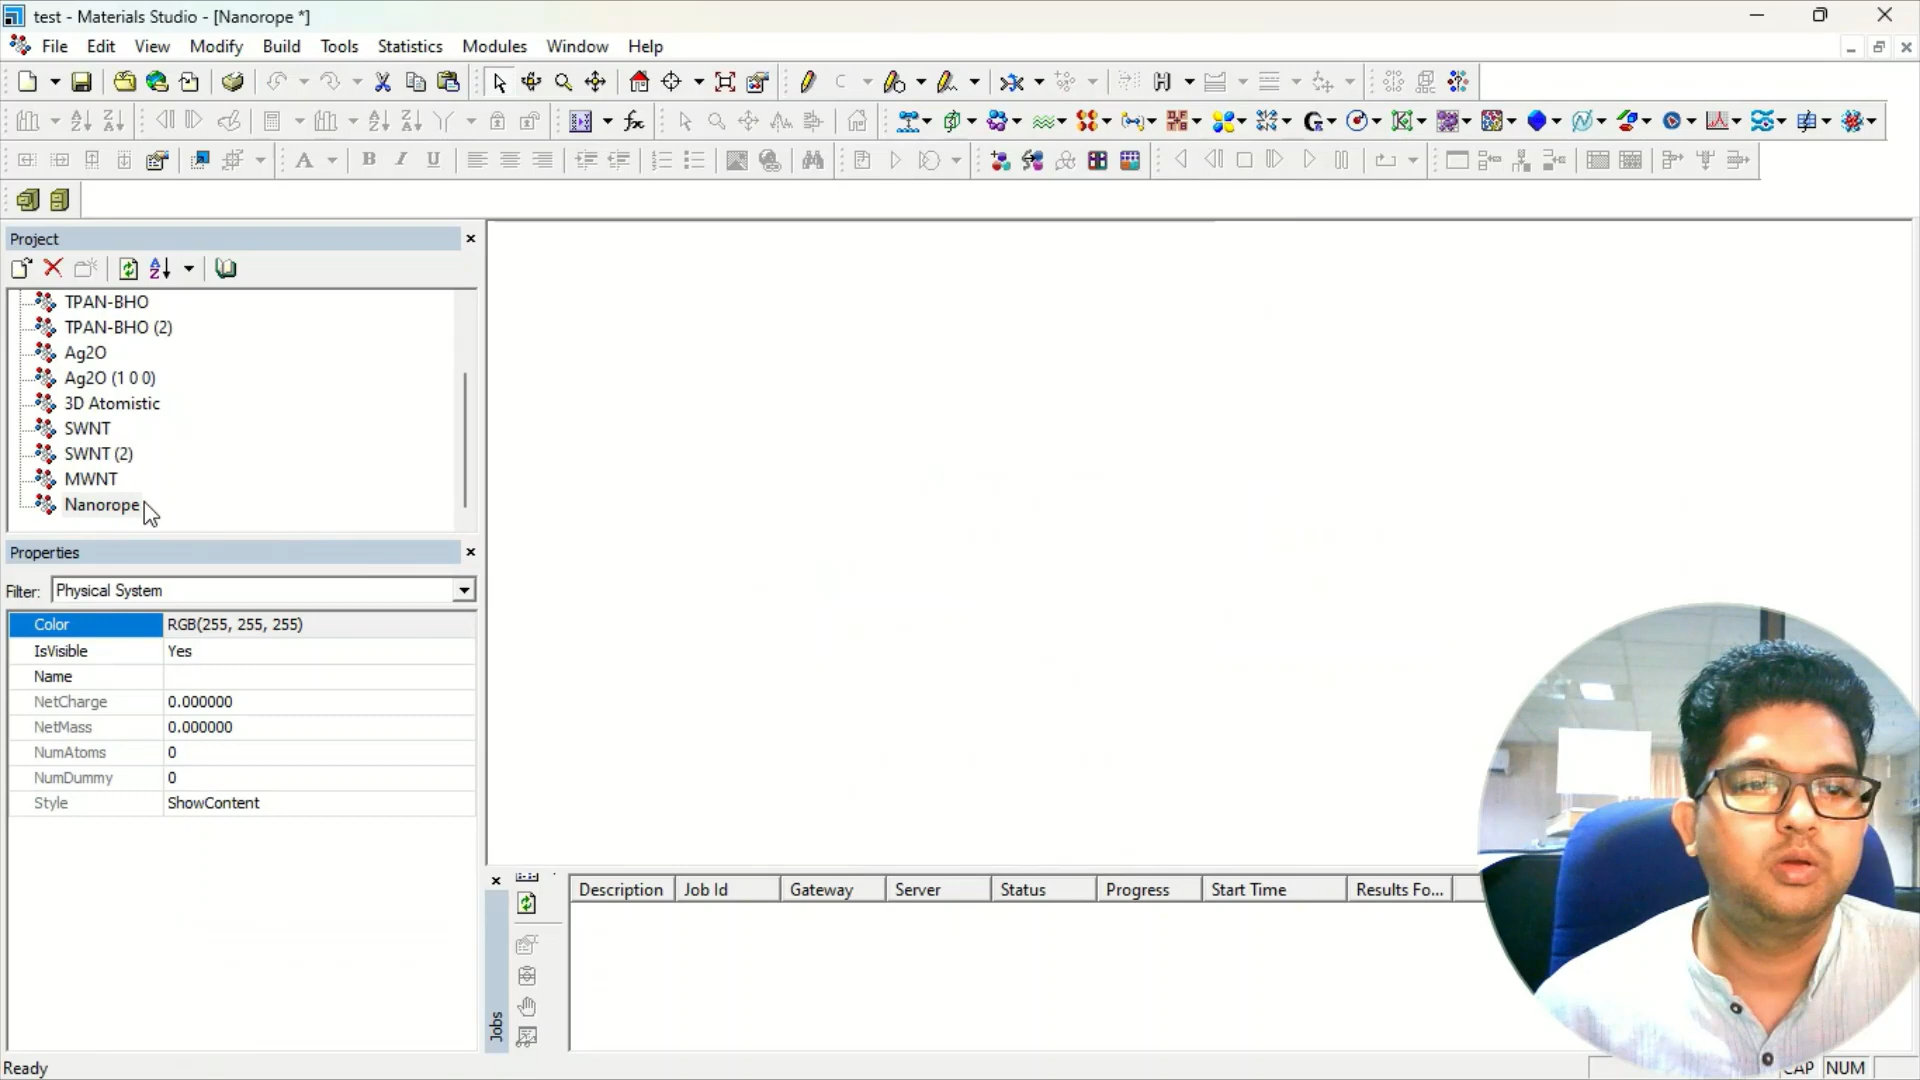 test - Materials Studio - [Nanorope *]
File Edit View Modify Build Tools Statistics Modules Window Help
Project
TPAN-BHO
TPAN-BHO (2)
Ag2O
Ag2O (1 0 0)
3D Atomistic
SWNT
SWNT (2)
MWNT
Nanorope
Properties
Filter: Physical System
Color RGB(255, 255, 255)
IsVisible Yes
Name
NetCharge 0.000000
NetMass 0.000000
NumAtoms 0
NumDummy 0
Style ShowContent
Jobs
Description Job Id Gateway Server Status Progress Start Time Results Fo...
Ready
CAP NUM